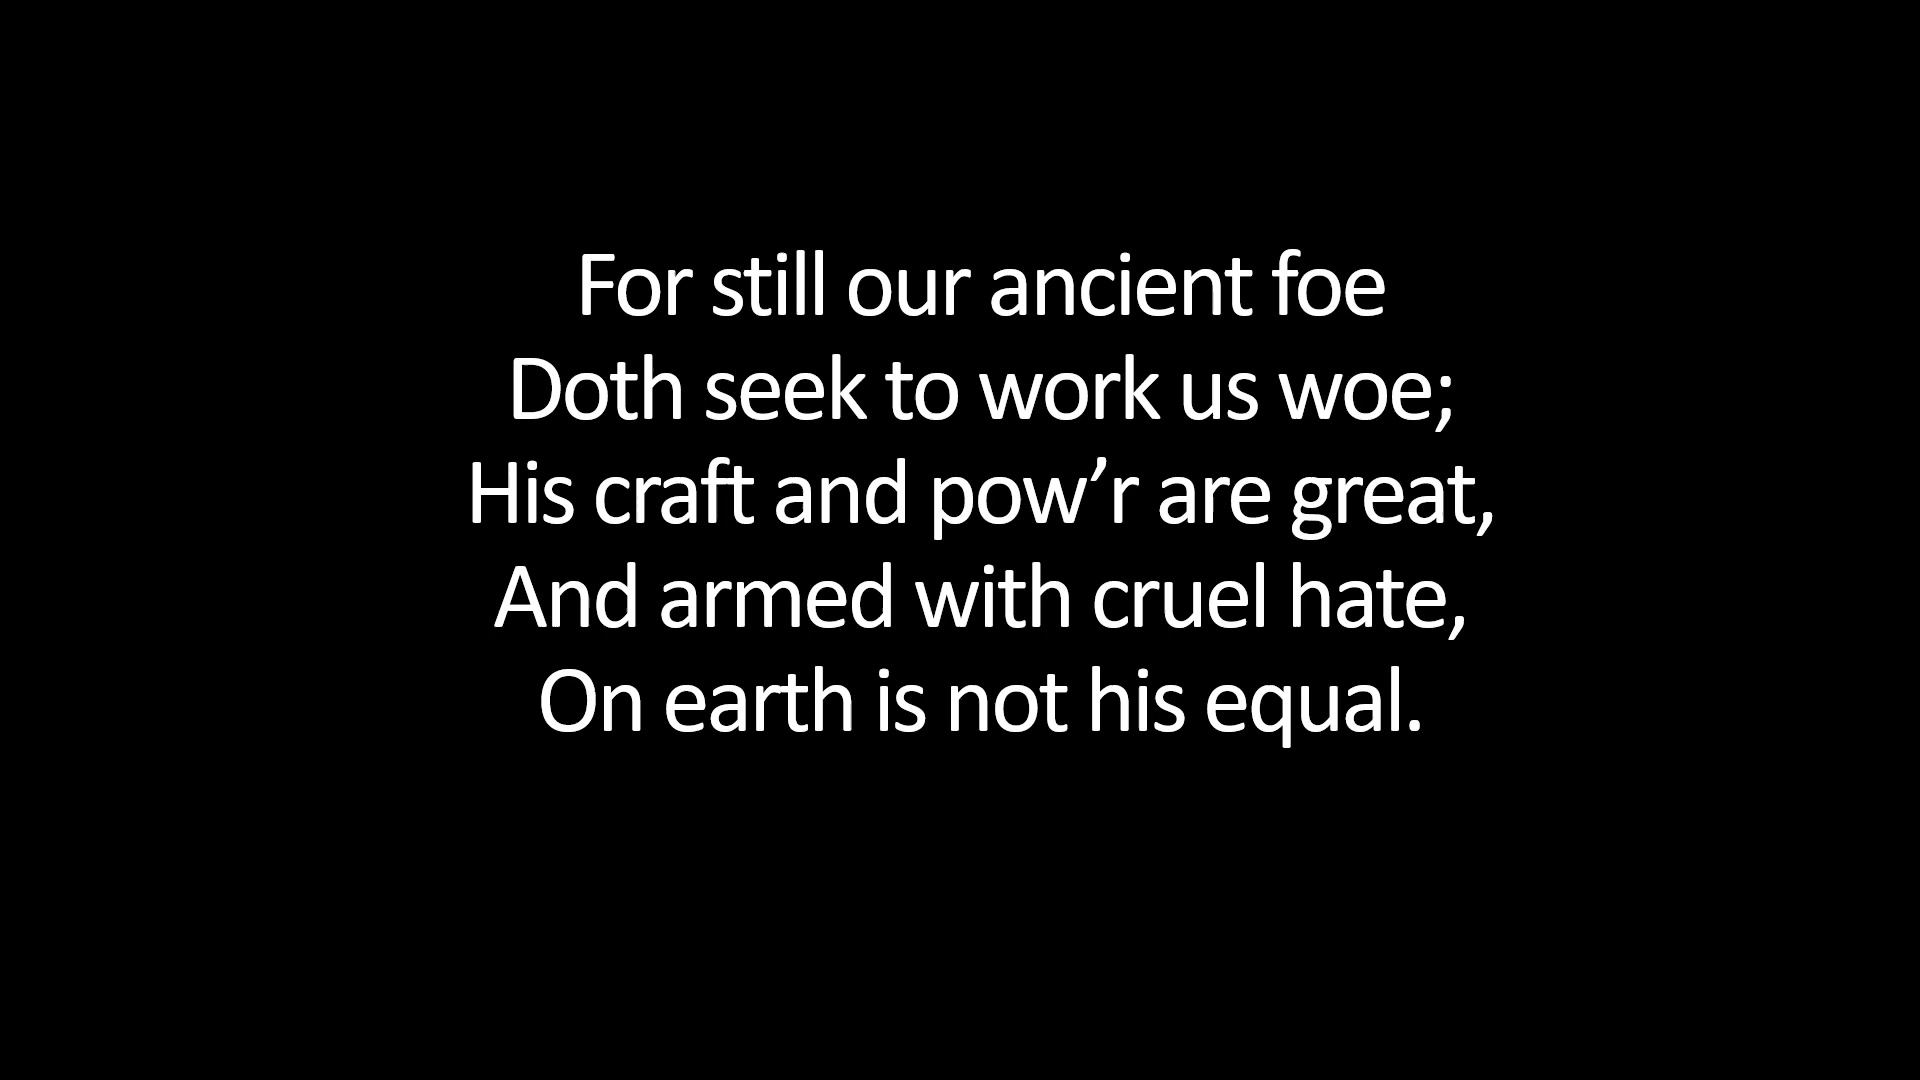 For still our ancient foe
Doth seek to work us woe;
His craft and pow’r are great,
And armed with cruel hate,
On earth is not his equal.